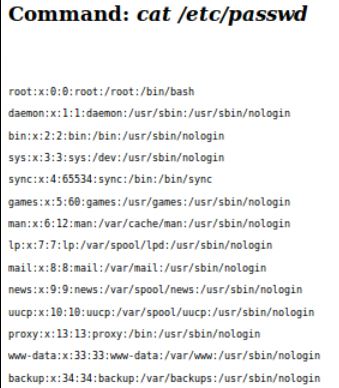 Command: cat /etc/passwd
root:x:0:0:root:/root:/bin/bash
daemon:x:1:1:daemon:/usr/sbin:/usr/sbin/nologin
bin:x:2:2:bin:/bin:/usr/sbin/nologin
sys:x:3:3:sys:/dev:/usr/sbin/nologin
sync:x:4:65534:sync:/bin:/bin/sync
games:x:5:60:games:/usr/games:/usr/sbin/nologin
man:x:6:12:man:/var/cache/man:/usr/sbin/nologin
lp:x:7:7:lp:/var/spool/lpd:/usr/sbin/nologin
mail:x:8:8:mail:/var/mail:/usr/sbin/nologin
news:x:9:9:news:/var/spool/news:/usr/sbin/nologin
uucp:x:10:10:uucp:/var/spool/uucp:/usr/sbin/nologin
proxy:x:13:13:proxy:/bin:/usr/sbin/nologin
www-data:x:33:33:www-data:/var/www:/usr/sbin/nologin
backup:x:34:34:backup:/var/backups:/usr/sbin/nologin